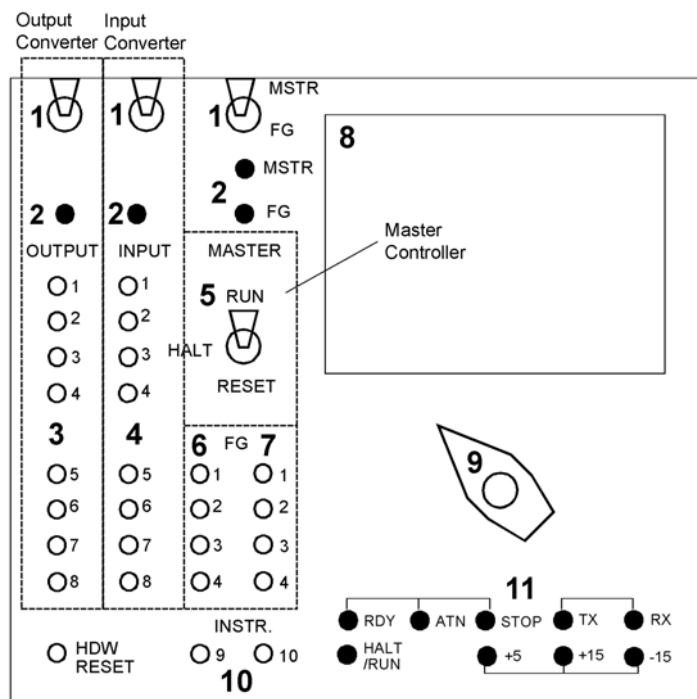 Output Input
Converter Converter
1 1 1 MSTR
FG
8
2 MSTR
2 2 FG
OUTPUT INPUT MASTER
Master
Controller
1 1 5 RUN
2 2
3 3 HALT
4 4 RESET
3 4 6 FG 7
9
5 5 1 1
6 6 2 2
7 7 3 3
8 8 4 4
11
RDY ATN STOP TX RX
INSTR.
HDW
RESET
9 10
10
HALT
/RUN
+5 +15 -15